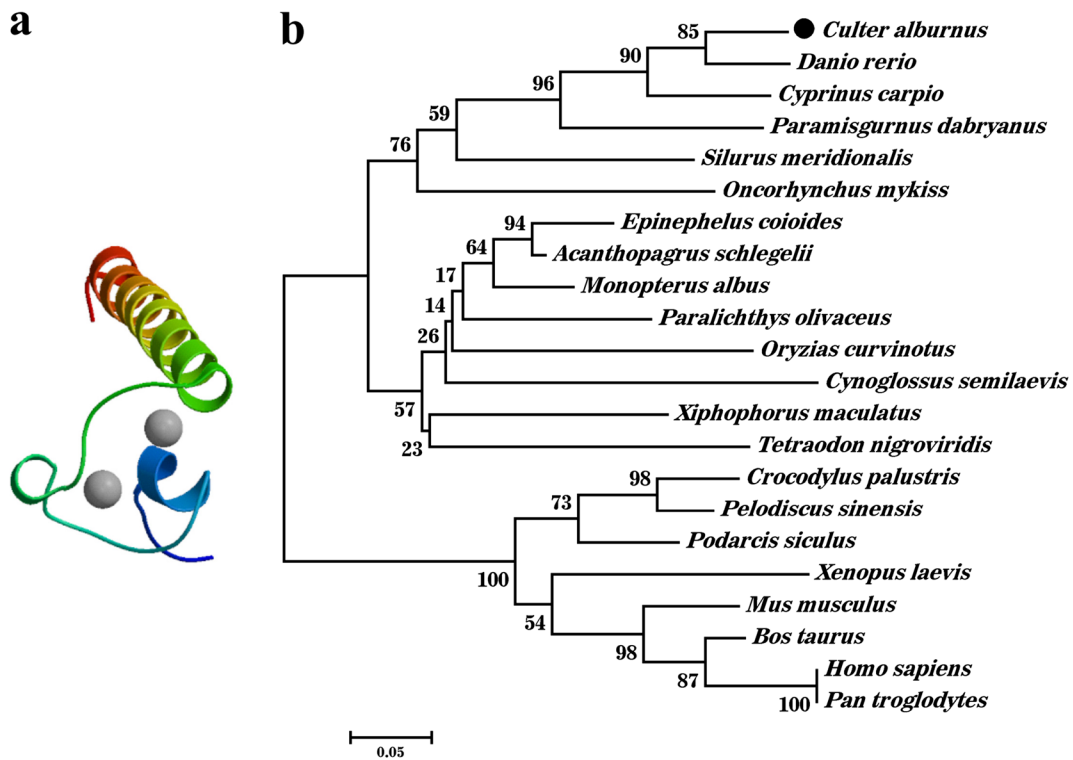 a
b
85
Culter alburnus
90
Danio rerio
96
Cyprinus carpio
59
Paramisgurnus dabryanus
76
Silurus meridionalis
Oncorhynchus mykiss
94
Epinephelus coioides
64
Acanthopagrus schlegelii
17
Monopterus albus
14
Paralichthys olivaceus
26
Oryzias curvinotus
Cynoglossus semilaevis
57
Xiphophorus maculatus
23
Tetraodon nigroviridis
98
Crocodylus palustris
73
Pelodiscus sinensis
Podarcis siculus
100
Xenopus laevis
54
Mus musculus
98
Bos taurus
87
Homo sapiens
100
Pan troglodytes
0.05